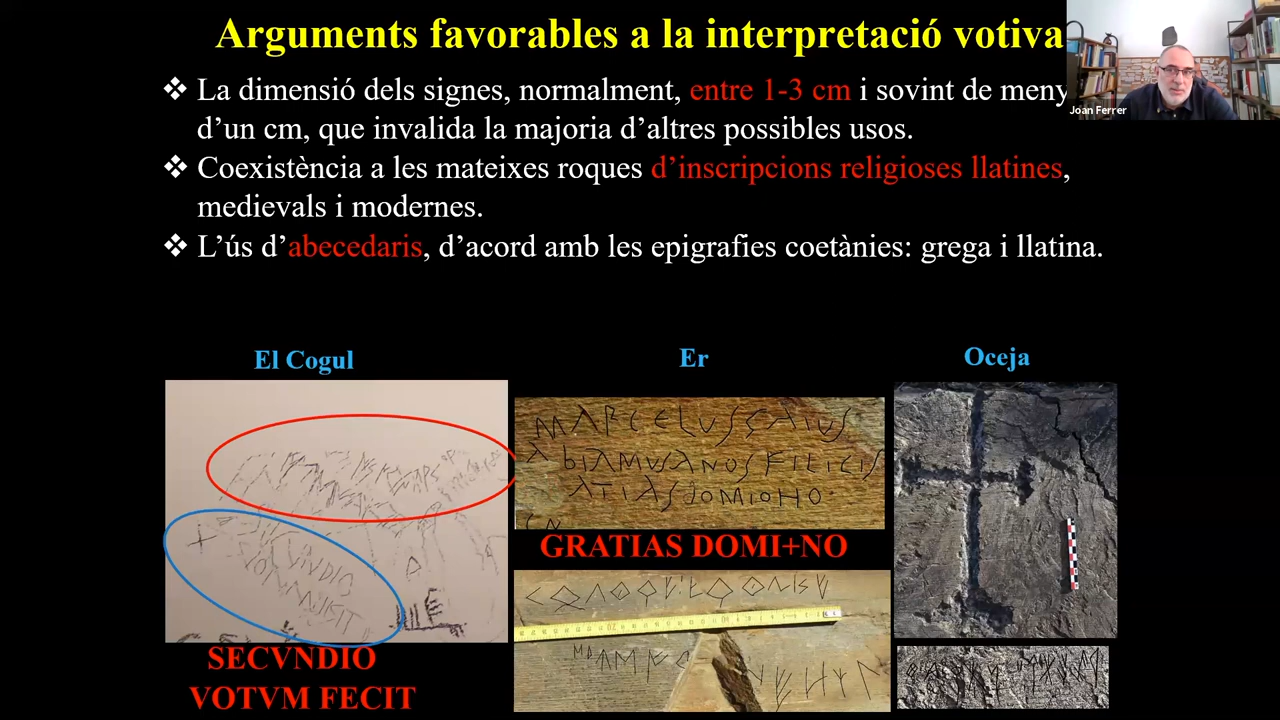 Arguments favorables a la interpretació votiva
❖ La dimensió dels signes, normalment, entre 1-3 cm i sovint de meny
d’un cm, que invalida la majoria d’altres possibles usos.
Joan Ferrer
❖ Coexistència a les mateixes roques d’inscripcions religioses llatines,
medievals i modernes.
❖ L’ús d’abecedaris, d’acord amb les epigrafies coetànies: grega i llatina.
El Cogul
Er
Oceja
MARCELUS CAIUS
GRATIAS DOMI+NO
SECVNDIO
VOTVM FECIT